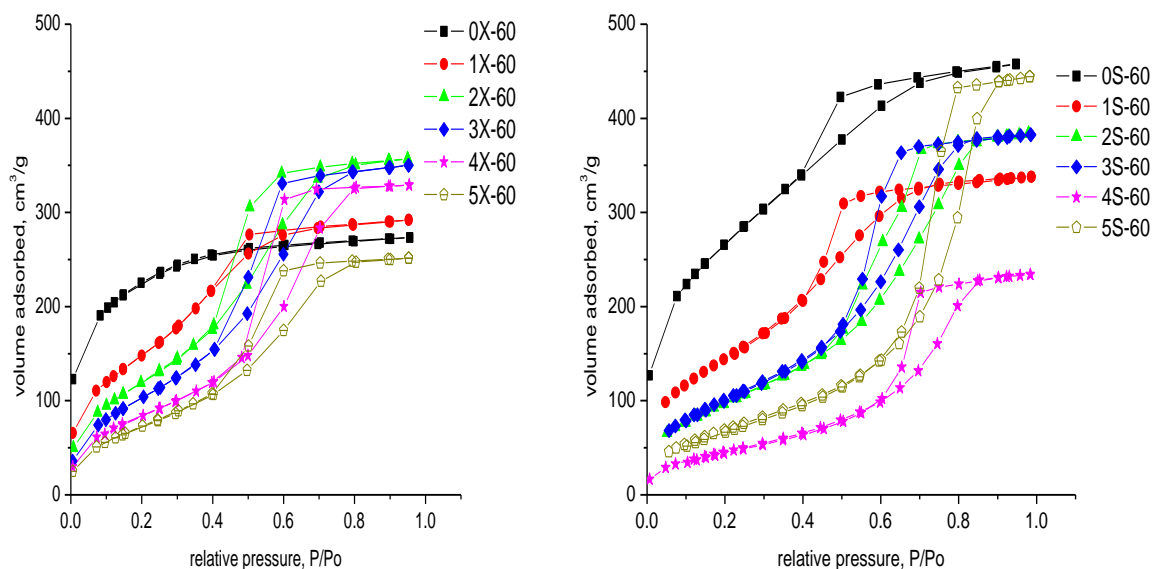 500
400
300
200
100
0
volume adsorbed, cm³/g
0.0 0.2 0.4 0.6 0.8 1.0
relative pressure, P/Po
0X-60
1X-60
2X-60
3X-60
4X-60
5X-60
500
400
300
200
100
0
volume adsorbed, cm³/g
0.0 0.2 0.4 0.6 0.8 1.0
relative pressure, P/Po
0S-60
1S-60
2S-60
3S-60
4S-60
5S-60